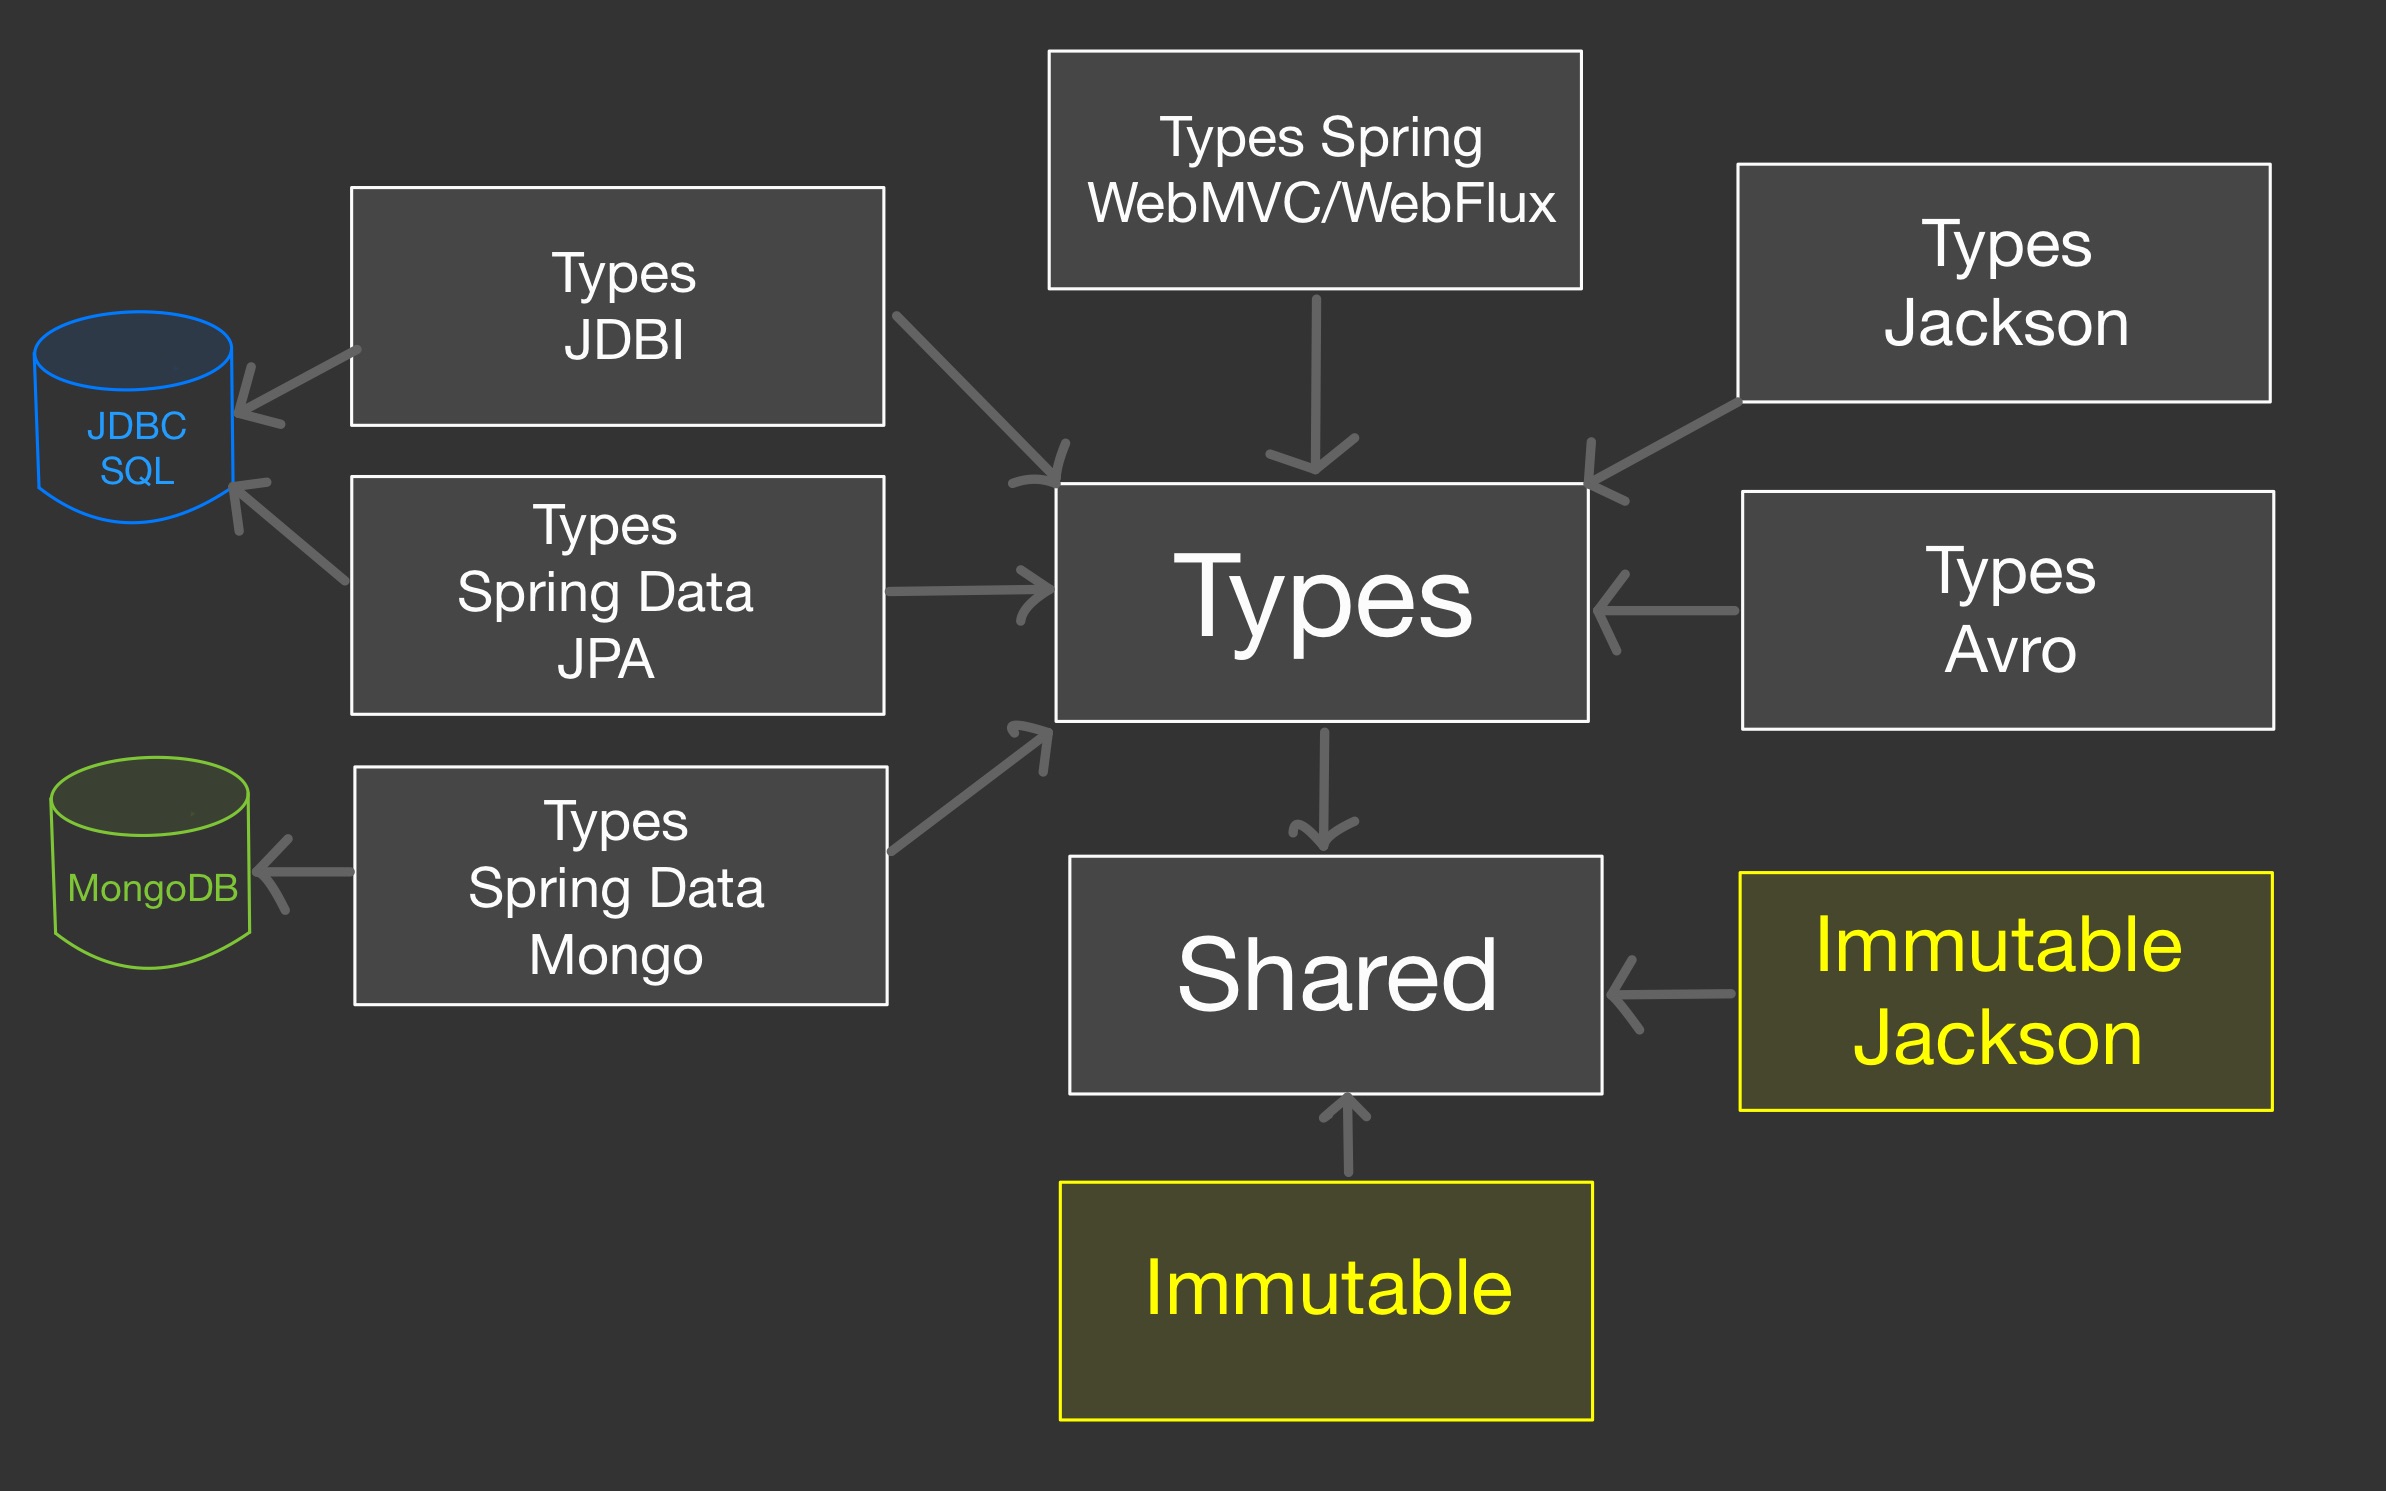 Types Spring
WebMVC/WebFlux
Types
JDBI
Types
Jackson
JDBC
SQL
Types
Spring Data
JPA
Types
Types
Avro
MongoDB
Types
Spring Data
Mongo
Shared
Immutable
Jackson
Immutable